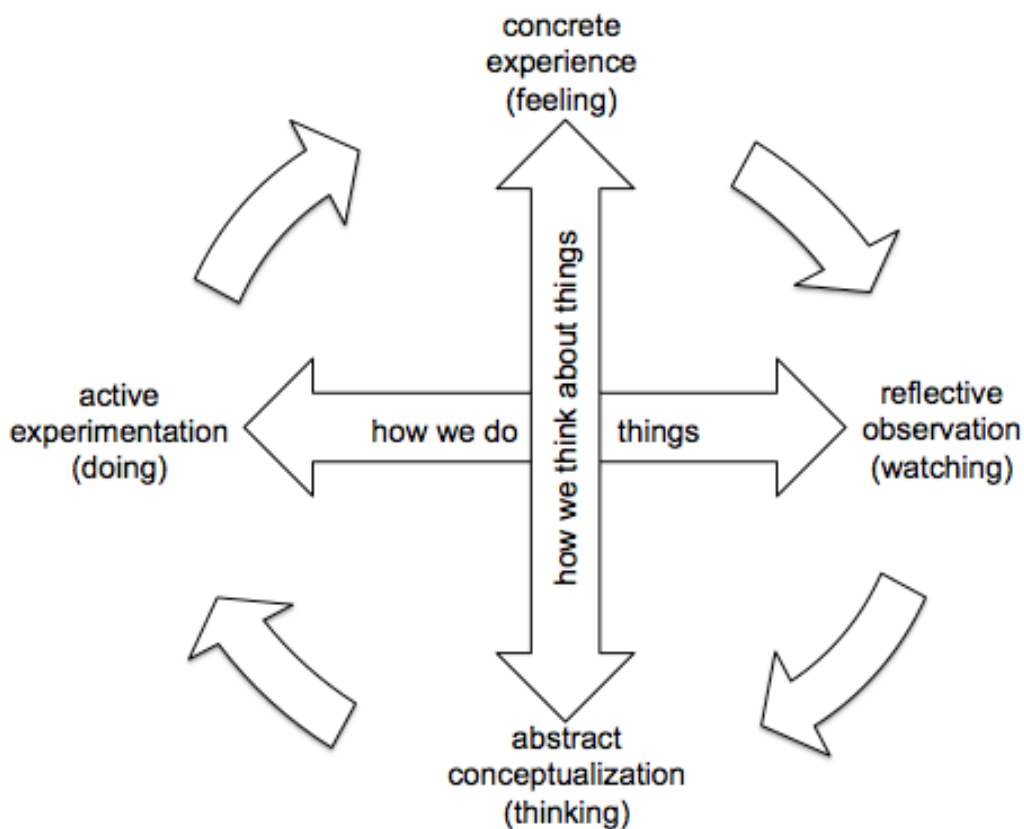 concrete
experience
(feeling)
active
experimentation
(doing)
how we do
things
how we think about things
reflective
observation
(watching)
abstract
conceptualization
(thinking)